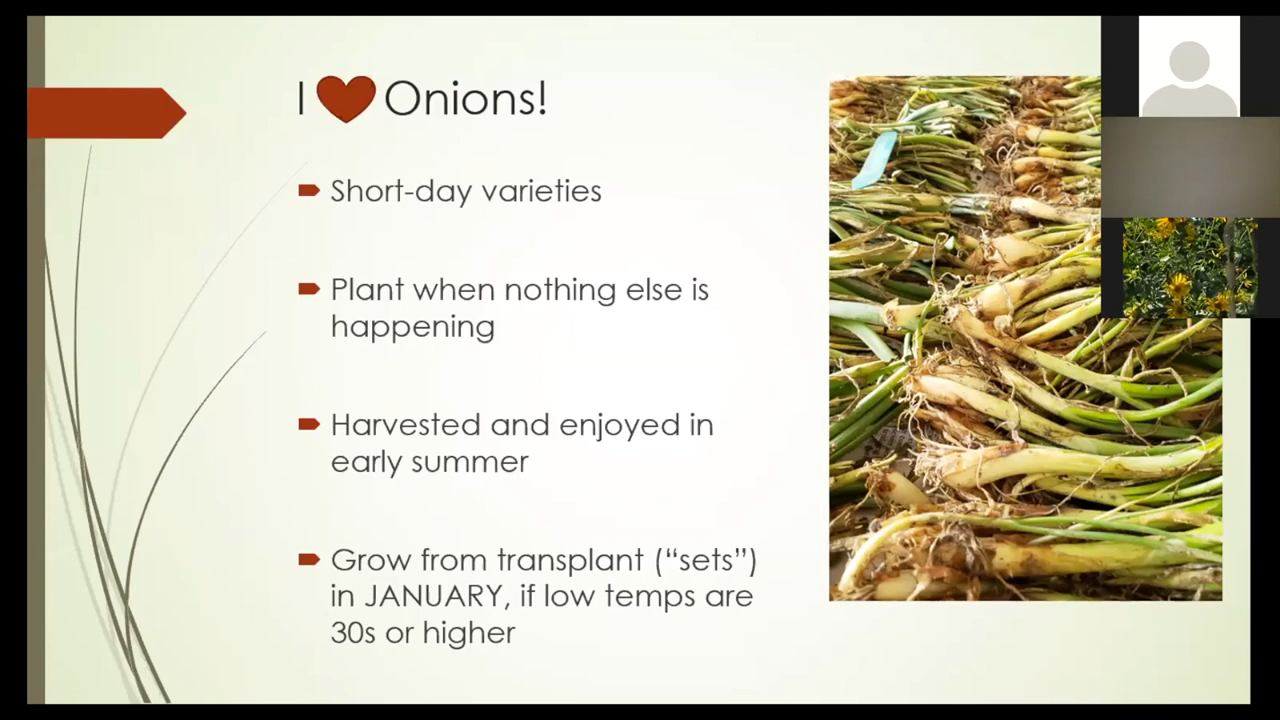 I ❤ Onions!
Short-day varieties
Plant when nothing else is
happening
Harvested and enjoyed in
early summer
Grow from transplant (“sets”)
in JANUARY, if low temps are
30s or higher